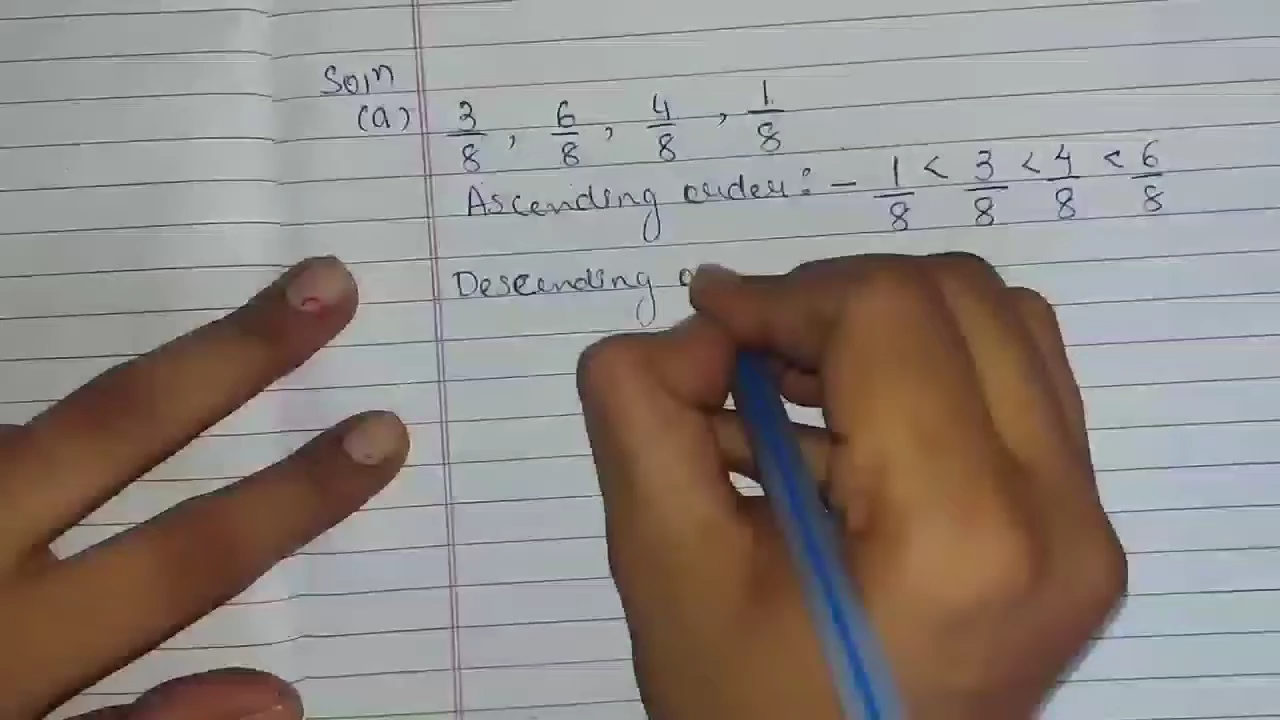 Soln
(a) 3/8 , 6/8 , 4/8 , 1/8
Ascending order : - 1/8 < 3/8 < 4/8 < 6/8
Descending o